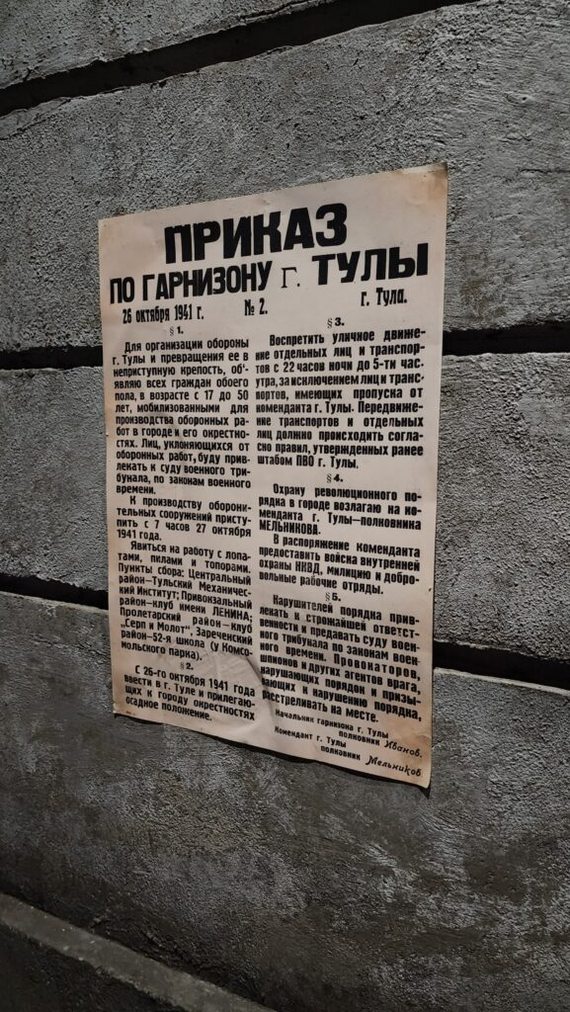 ПРИКАЗ
ПО ГАРНИЗОНУ Г. ТУЛЫ
26 октября 1941 г. № 2. г. Тула.
§ 1.
Для организации обороны
г. Тулы и превращения ее в
неприступную крепость, об'-
являю всех граждан обоего
пола, в возрасте с 17 до 50
лет, мобилизованными для
производства оборонных ра-
бот в городе и его окрестно-
стях. Лиц, уклоняющихся от
оборонных работ, буду прив-
лекать к суду военного три-
бунала, по законам военного
времени.
К производству оборони-
тельных сооружений присту-
пить с 7 часов 27 октября
1941 года.
Явиться на работу с лопа-
тами, пилами и топорами.
Пункты сбора: Центральный
район—Тульский Механичес-
кий Институт; Привокзальный
район—клуб имени ЛЕНИНА;
Пролетарский район—клуб
„Серп и Молот", Зареченский
район—52-я школа (у Комсо-
мольского парка).
§ 2.
С 26-го октября 1941 года
ввести в г. Туле и прилегаю-
щих к городу окрестностях
осадное положение.
§ 3.
Воспретить уличное движе-
ние отдельных лиц и транспор-
тов с 22 часов ночи до 5-ти час.
утра, за исключением лиц и транс-
портов, имеющих пропуска от
коменданта г. Тулы. Передвиже-
ние транспортов и отдельных
лиц должно происходить согла-
сно правил, утвержденных ранее
штабом ПВО г. Тулы.
§ 4.
Охрану революционного по-
рядка в городе возлагаю на ко-
менданта г. Тулы—полковника
МЕЛЬНИКОВА.
В распоряжение коменданта
предоставить войска внутренней
охраны НКВД, милицию и добро-
вольные рабочие отряды.
§ 5.
Нарушителей порядка прив-
лекать к строжайшей ответст-
венности и предавать суду воен-
ного трибунала по законам воен-
ного времени. Провокаторов,
шпионов и других агентов врага,
нарушающих порядок и призы-
вающих к нарушению порядка,
расстреливать на месте.
Начальник гарнизона г. Тулы
полковник Иванов.
Комендант г. Тулы
полковник Мельников